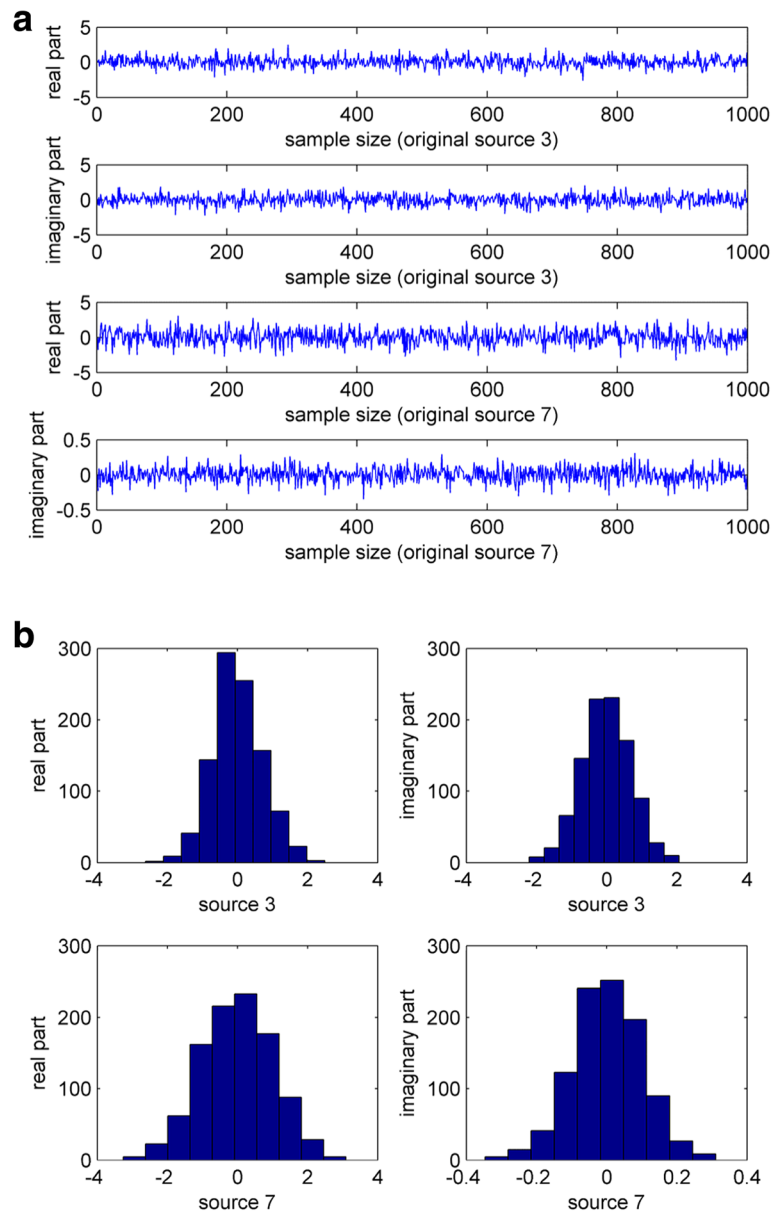 a
5
0
-5
real part
0 200 400 600 800 1000
sample size (original source 3)
5
0
-5
imaginary part
0 200 400 600 800 1000
sample size (original source 3)
5
0
-5
real part
0 200 400 600 800 1000
sample size (original source 7)
0.5
0
-0.5
imaginary part
0 200 400 600 800 1000
sample size (original source 7)
b
300
200
100
0
real part
-4 -2 0 2 4
source 3
300
200
100
0
imaginary part
-4 -2 0 2 4
source 3
300
200
100
0
real part
-4 -2 0 2 4
source 7
300
200
100
0
imaginary part
-0.4 -0.2 0 0.2 0.4
source 7